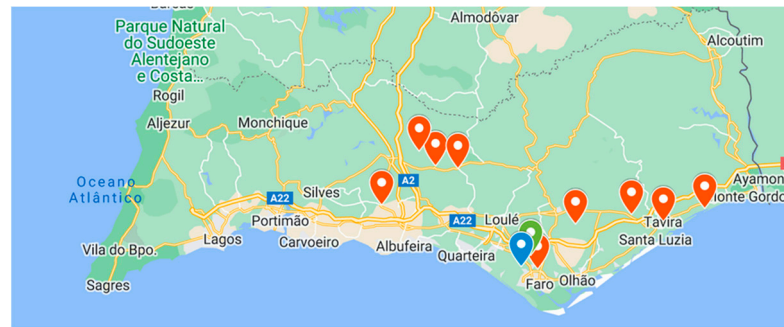 Almodôvar
Parque Natural
do Sudoeste
Alentejano
e Costa...
Alcoutim
Rogil
Aljezur
Monchique
Oceano
Atlântico
A2
Ayamon
Silves
A22
Monte Gordo
Portimão
A22
Loulé
Tavira
Lagos
Carvoeiro
Albufeira
Santa Luzia
Vila do Bpo.
Quarteira
Sagres
Faro
Olhão